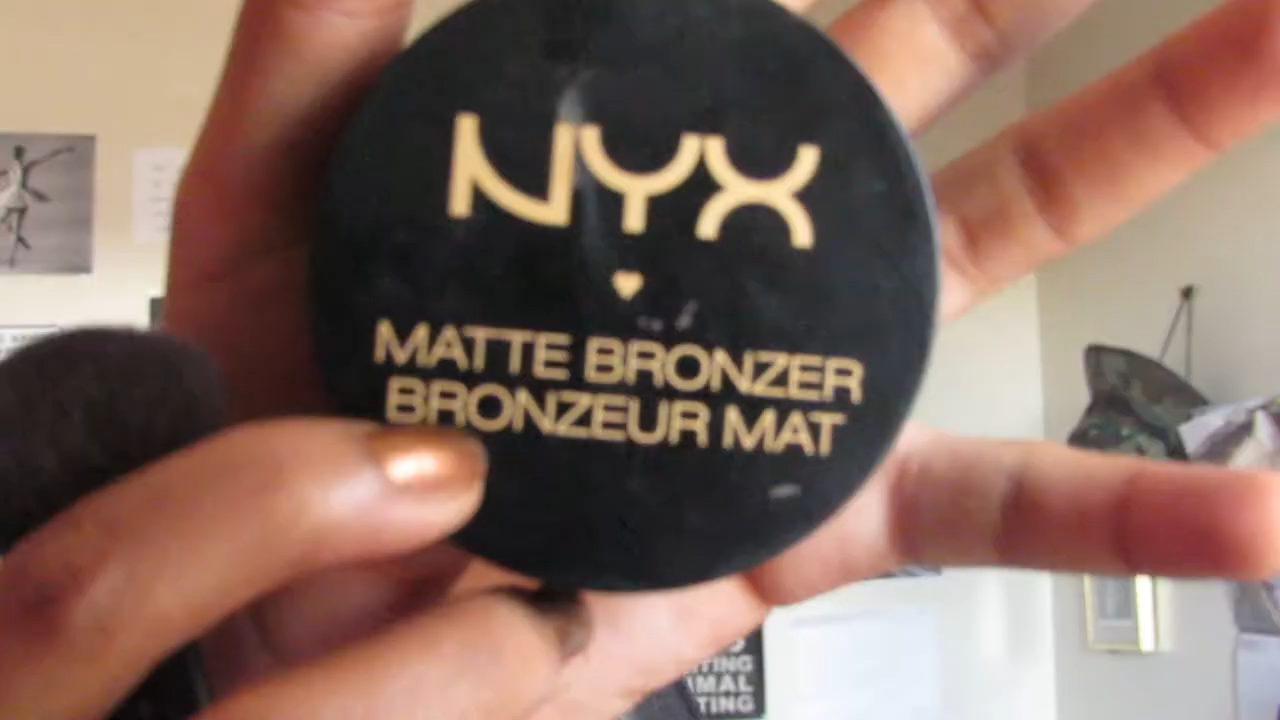 NYX
MATTE BRONZER
BRONZEUR MAT
TING
IMAL
TING